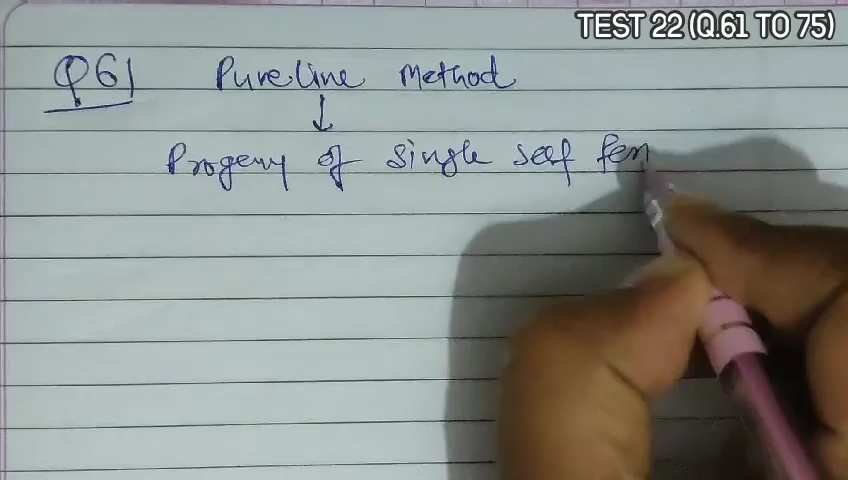 TEST 22 (Q.61 TO 75)
Q61 Pureline Method
↓
Progeny of single self fer